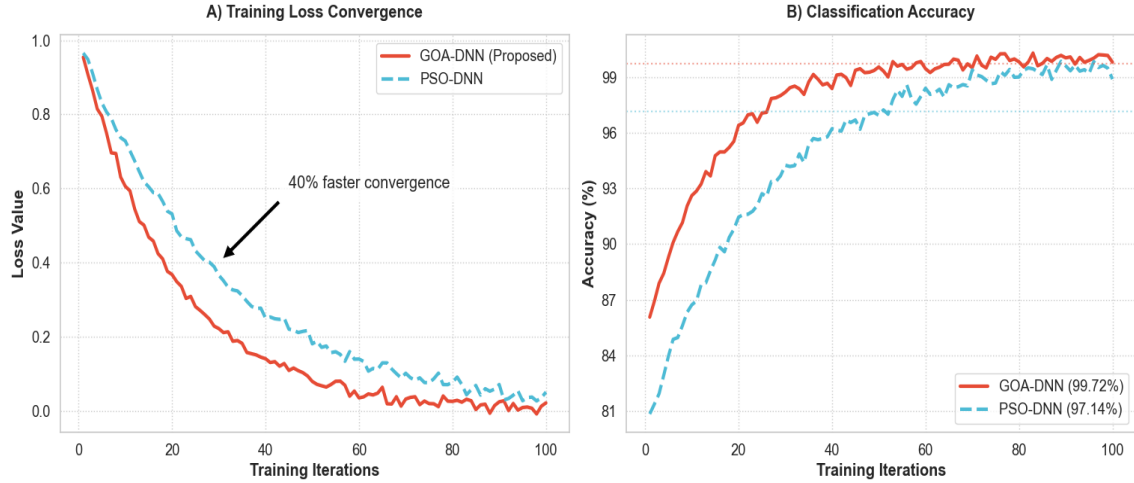 A) Training Loss Convergence
1.0
0.8
0.6
0.4
0.2
0.0
Loss Value
GOA-DNN (Proposed)
PSO-DNN
40% faster convergence
0 20 40 60 80 100
Training Iterations
B) Classification Accuracy
99
96
93
90
87
84
81
Accuracy (%)
GOA-DNN (99.72%)
PSO-DNN (97.14%)
0 20 40 60 80 100
Training Iterations